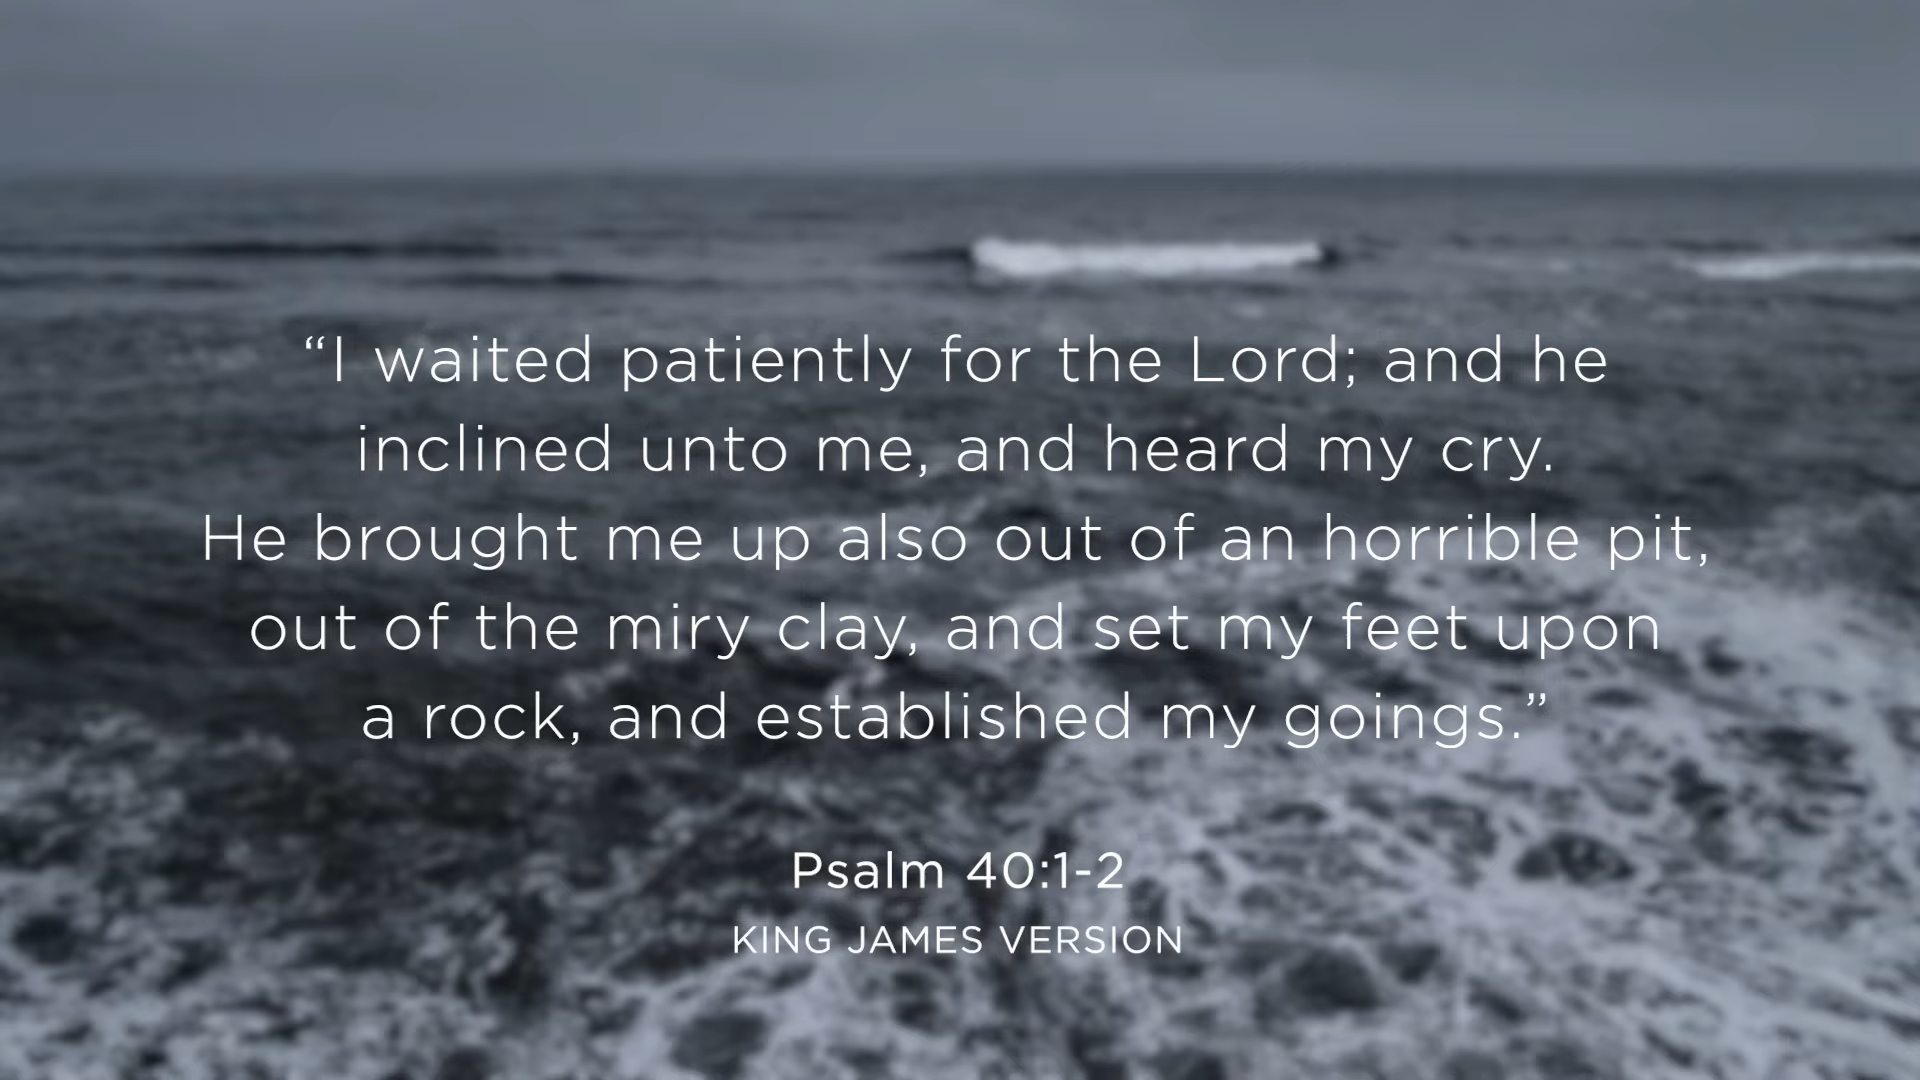 “I waited patiently for the Lord; and he
inclined unto me, and heard my cry.
He brought me up also out of an horrible pit,
out of the miry clay, and set my feet upon
a rock, and established my goings.”
Psalm 40:1-2
KING JAMES VERSION